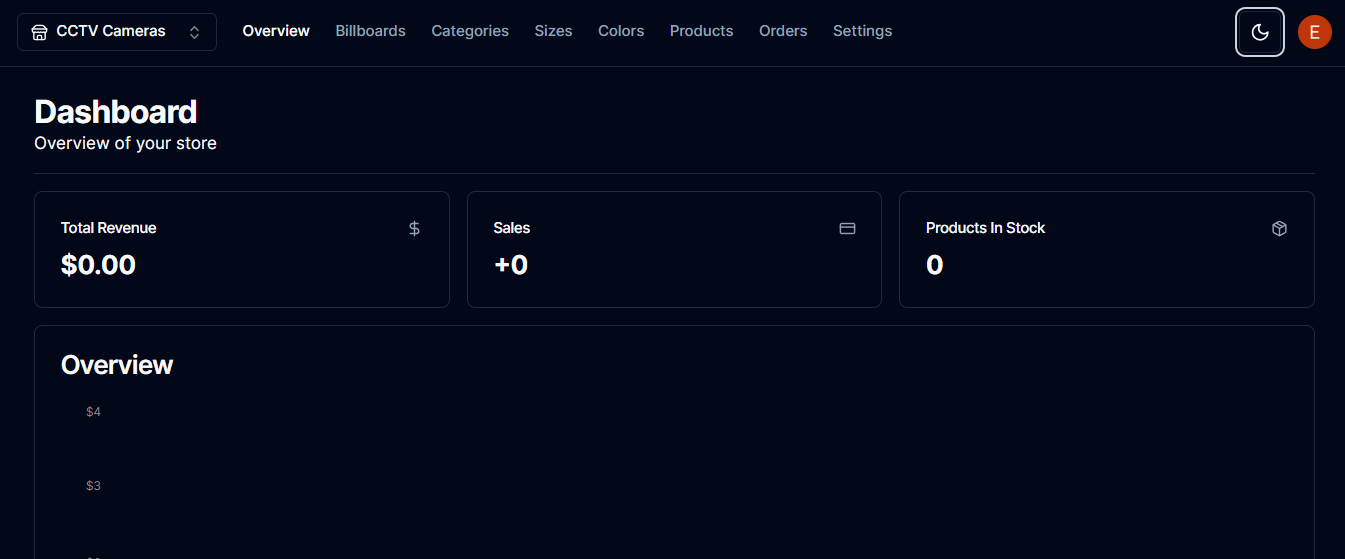 CCTV Cameras Overview Billboards Categories Sizes Colors Products Orders Settings E
Dashboard
Overview of your store
Total Revenue
$0.00
Sales
+0
Products In Stock
0
Overview
$4
$3